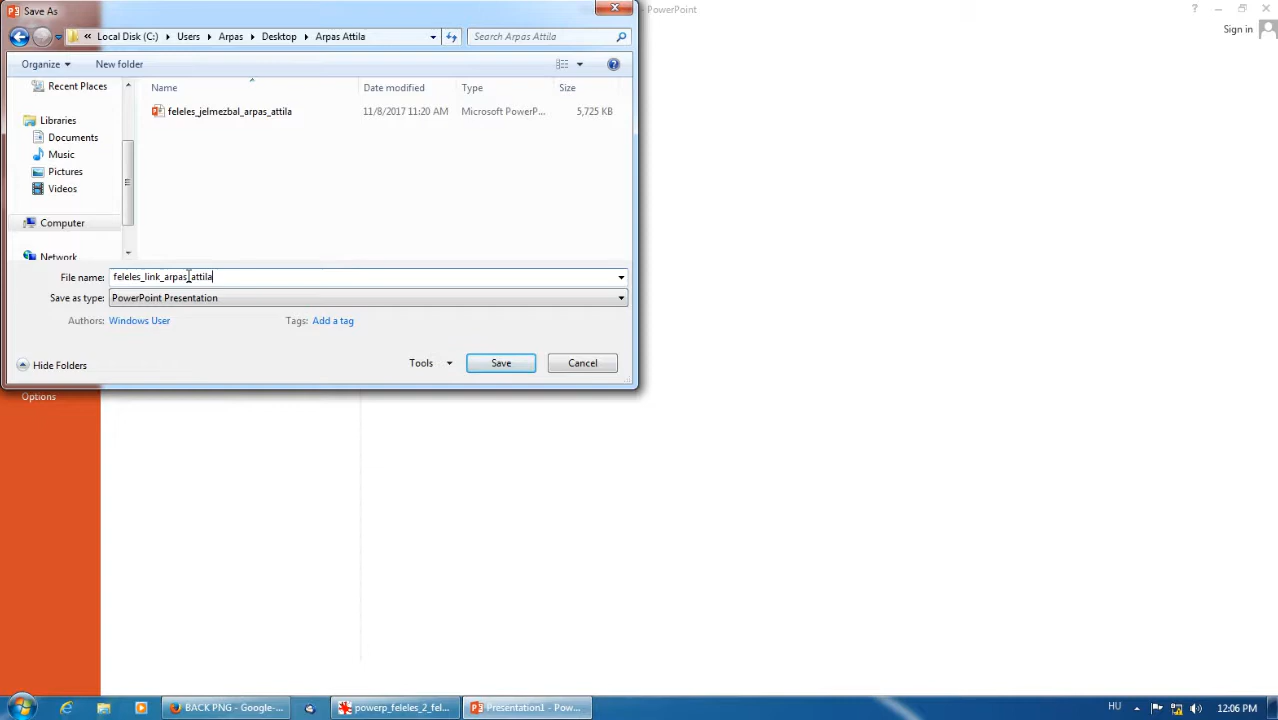 Save As
- PowerPoint
?
Sign in
« Local Disk (C:) Users Arpas Desktop Arpas Attila
Search Arpas Attila
Organize
New folder
Name
Date modified
Type
Size
Recent Places
feleles_jelmezbal_arpas_attila
11/8/2017 11:20 AM
Microsoft PowerP...
5,725 KB
Libraries
Documents
Music
Pictures
Videos
Computer
Network
File name: feleles_link_arpas_attila
Save as type: PowerPoint Presentation
Authors: Windows User
Tags: Add a tag
Hide Folders
Tools
Save
Cancel
Options
BACK PNG - Google-...
powerp_feleles_2_fel...
Presentation1 - Pow...
HU
12:06 PM